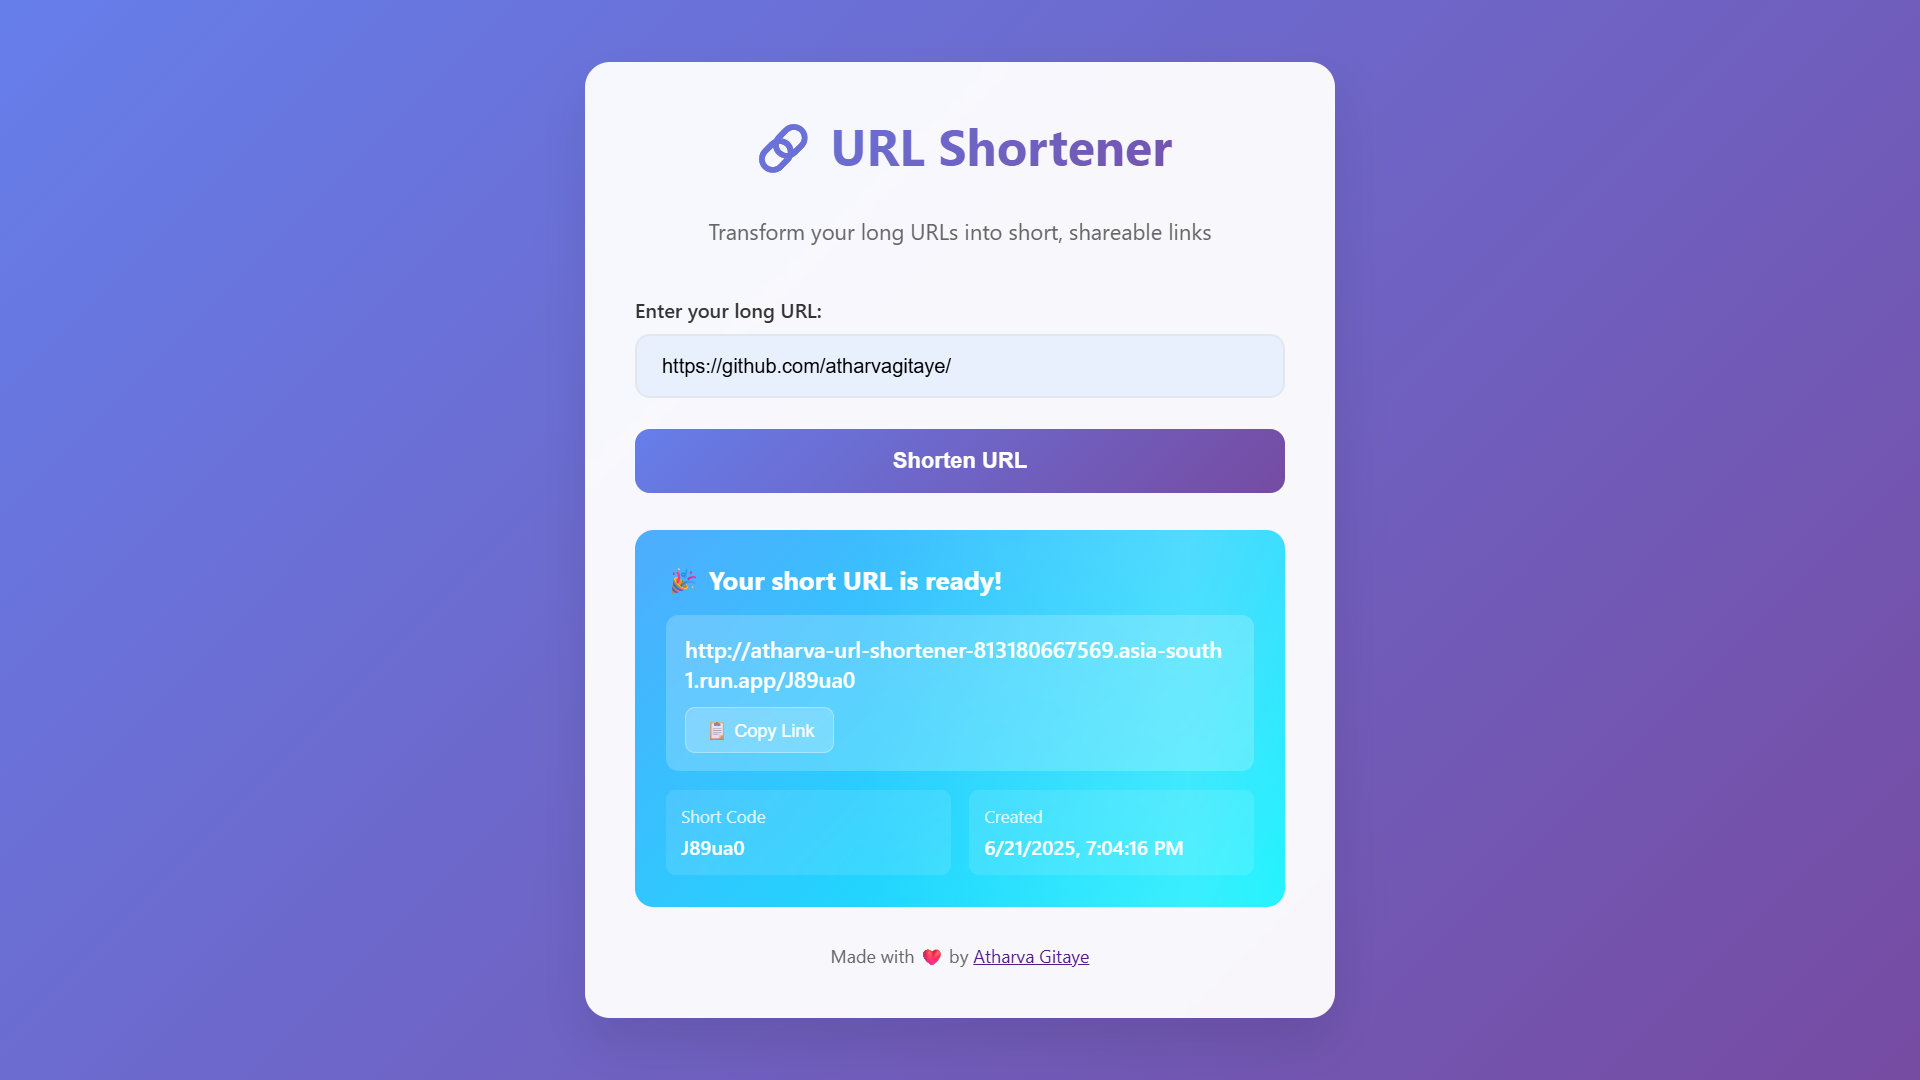 🔗 URL Shortener
Transform your long URLs into short, shareable links
Enter your long URL:
https://github.com/atharvagitaye/
Shorten URL
🎉 Your short URL is ready!
http://atharva-url-shortener-813180667569.asia-south
1.run.app/J89ua0
📋 Copy Link
Short Code
J89ua0
Created
6/21/2025, 7:04:16 PM
Made with ❤️ by Atharva Gitaye